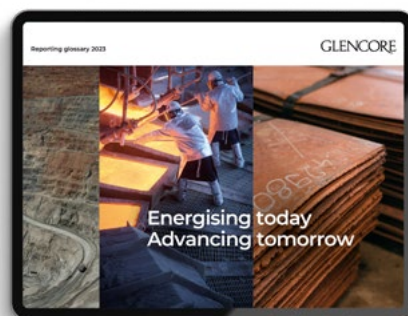 Reporting glossary 2023
GLENCORE
Energising today
Advancing tomorrow